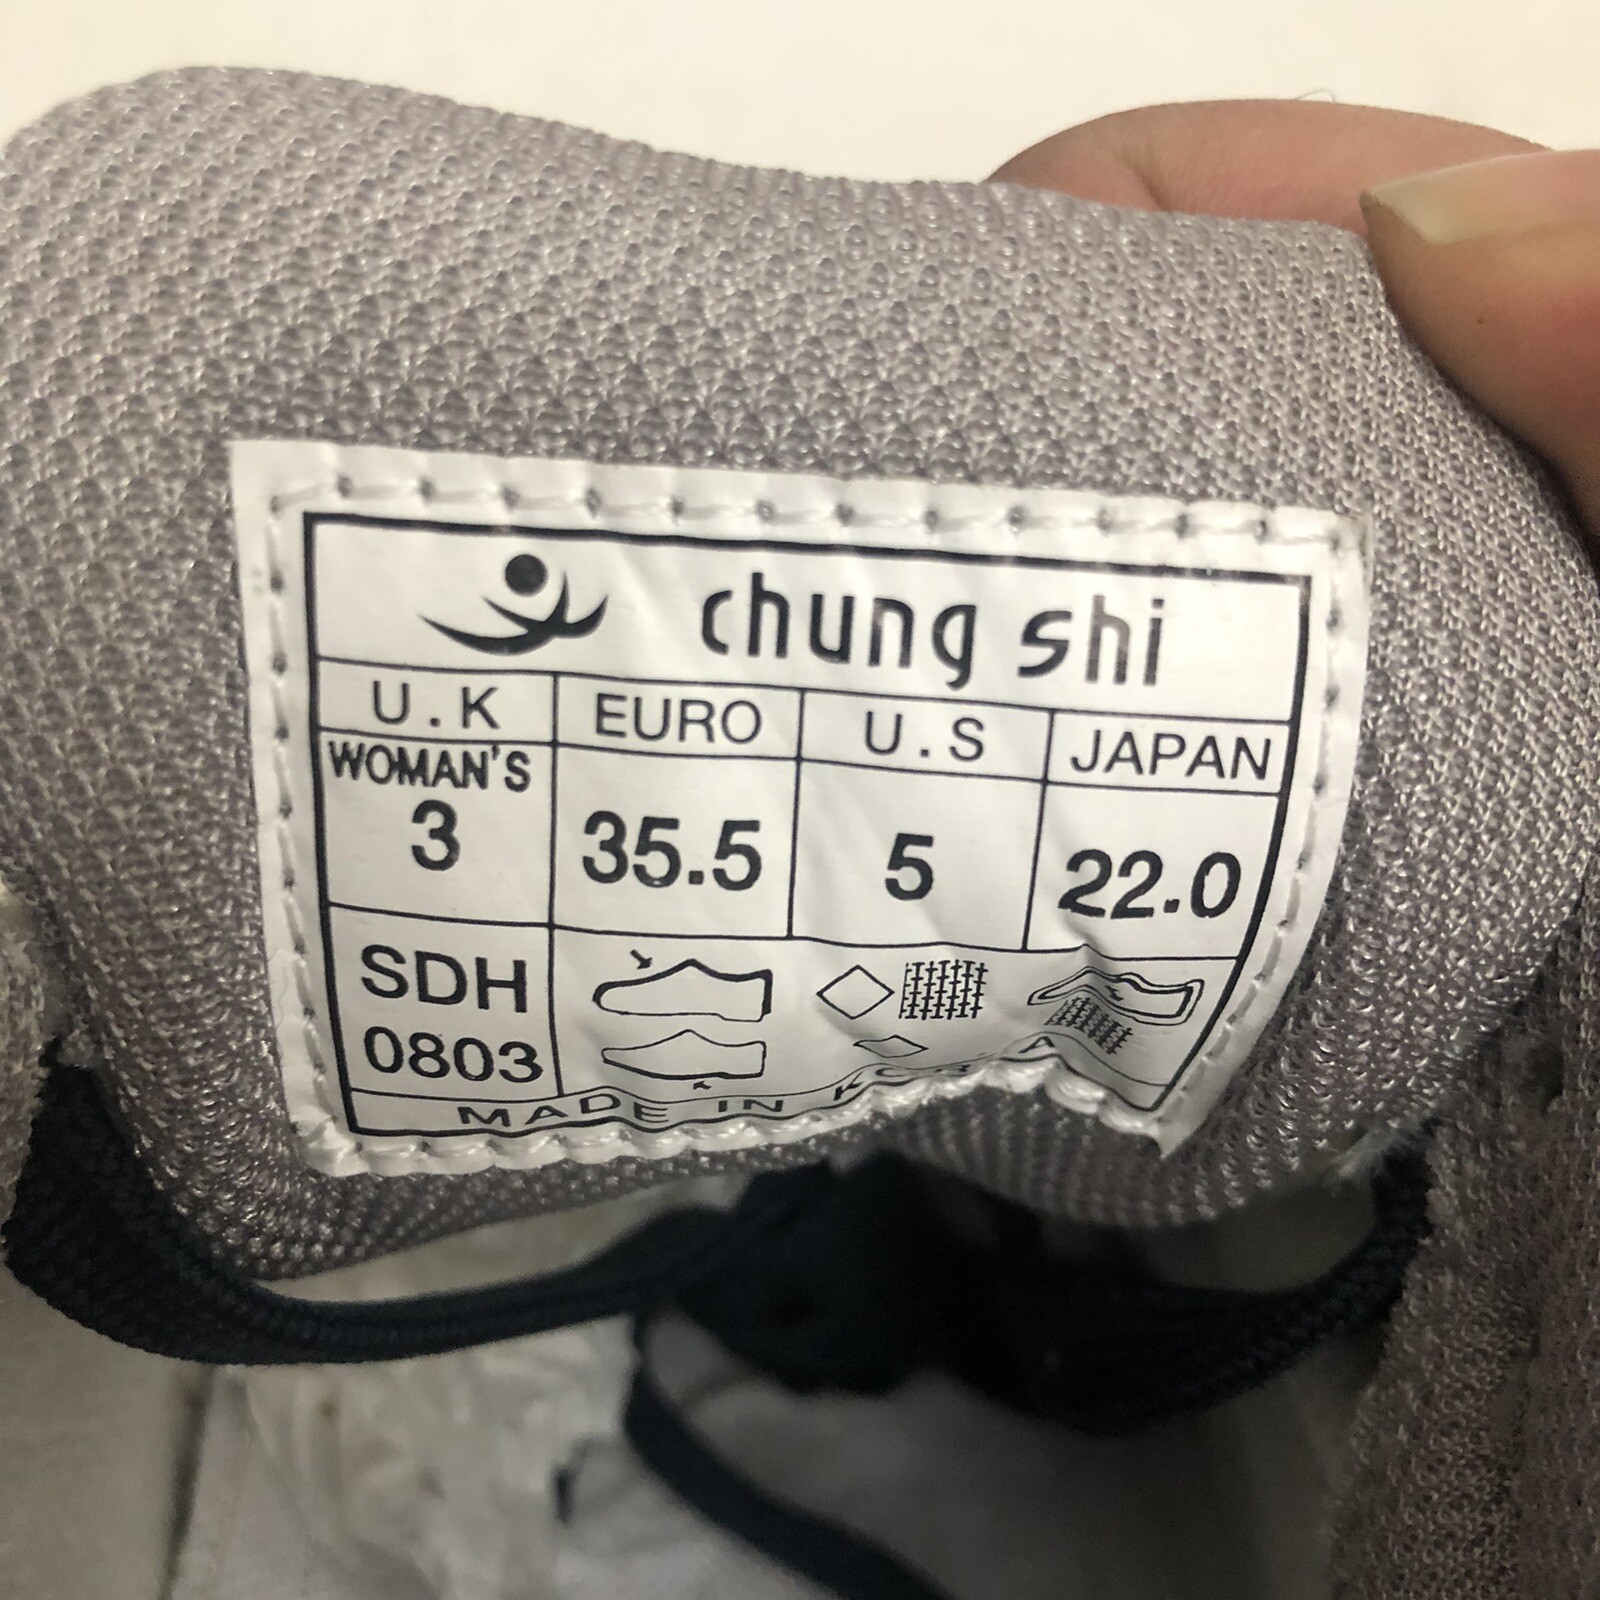 chung shi
U.K EURO U.S JAPAN
WOMAN'S
3 35.5 5 22.0
SDH
0803
MADE IN